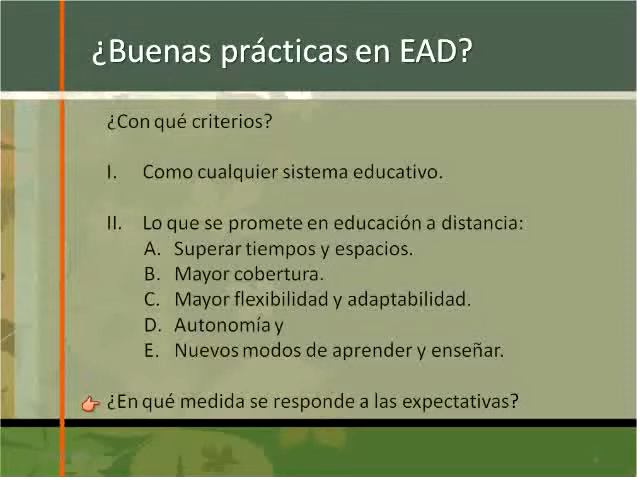 ¿Buenas prácticas en EAD?
¿Con qué criterios?
I. Como cualquier sistema educativo.
II. Lo que se promete en educación a distancia:
A. Superar tiempos y espacios.
B. Mayor cobertura.
C. Mayor flexibilidad y adaptabilidad.
D. Autonomía y
E. Nuevos modos de aprender y enseñar.
¿En qué medida se responde a las expectativas?